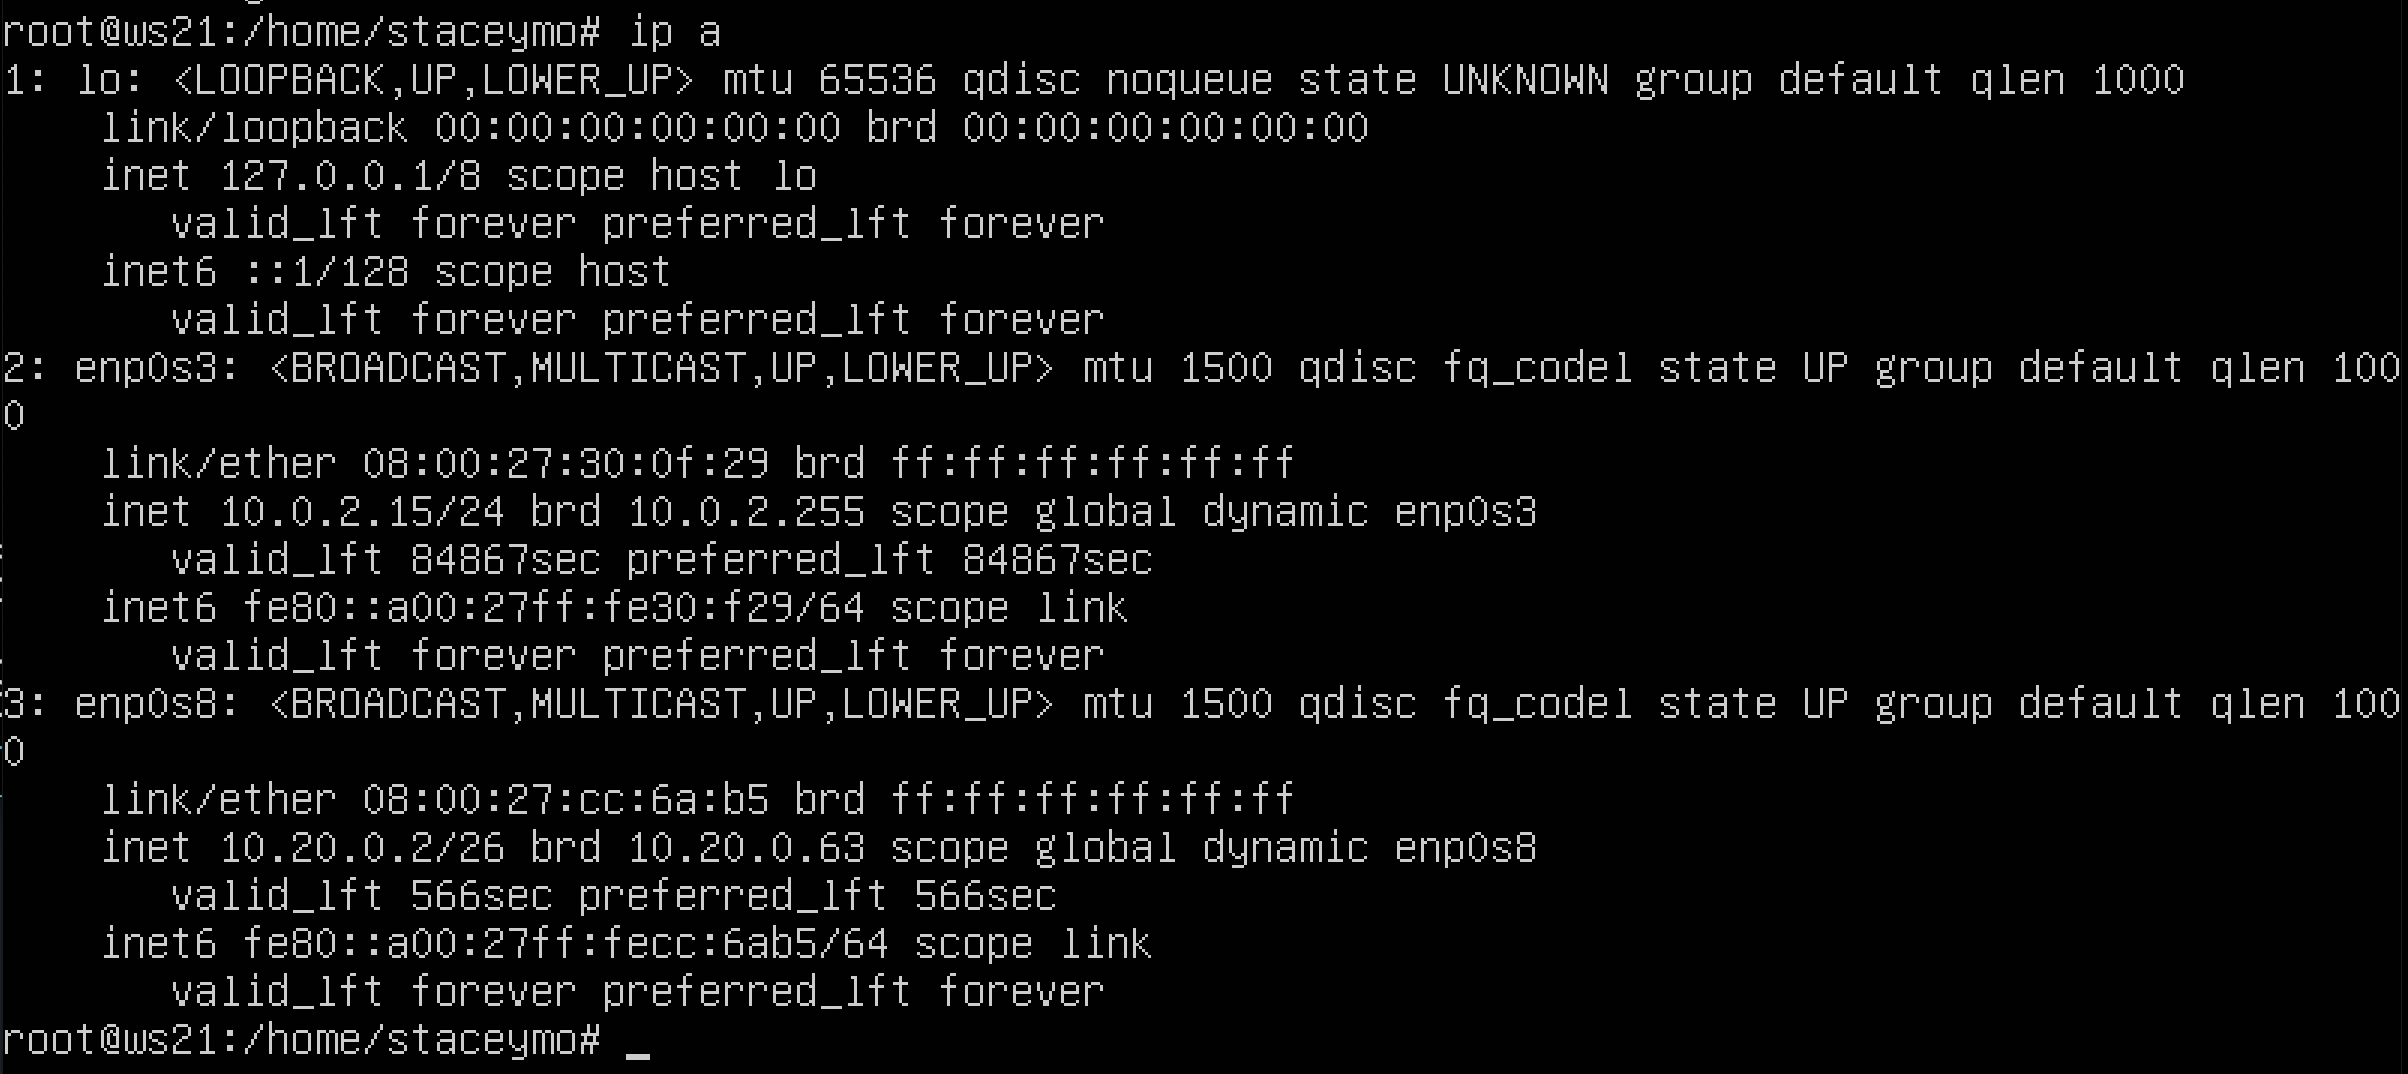 root@ws21:/home/staceymo# ip a
1: lo: <LOOPBACK,UP,LOWER_UP> mtu 65536 qdisc noqueue state UNKNOWN group default qlen 1000
    link/loopback 00:00:00:00:00:00 brd 00:00:00:00:00:00
    inet 127.0.0.1/8 scope host lo
       valid_lft forever preferred_lft forever
    inet6 ::1/128 scope host
       valid_lft forever preferred_lft forever
2: enp0s3: <BROADCAST,MULTICAST,UP,LOWER_UP> mtu 1500 qdisc fq_codel state UP group default qlen 100
0
    link/ether 08:00:27:30:0f:29 brd ff:ff:ff:ff:ff:ff
    inet 10.0.2.15/24 brd 10.0.2.255 scope global dynamic enp0s3
       valid_lft 84867sec preferred_lft 84867sec
    inet6 fe80::a00:27ff:fe30:f29/64 scope link
       valid_lft forever preferred_lft forever
3: enp0s8: <BROADCAST,MULTICAST,UP,LOWER_UP> mtu 1500 qdisc fq_codel state UP group default qlen 100
0
    link/ether 08:00:27:cc:6a:b5 brd ff:ff:ff:ff:ff:ff
    inet 10.20.0.2/26 brd 10.20.0.63 scope global dynamic enp0s8
       valid_lft 566sec preferred_lft 566sec
    inet6 fe80::a00:27ff:fecc:6ab5/64 scope link
       valid_lft forever preferred_lft forever
root@ws21:/home/staceymo# _